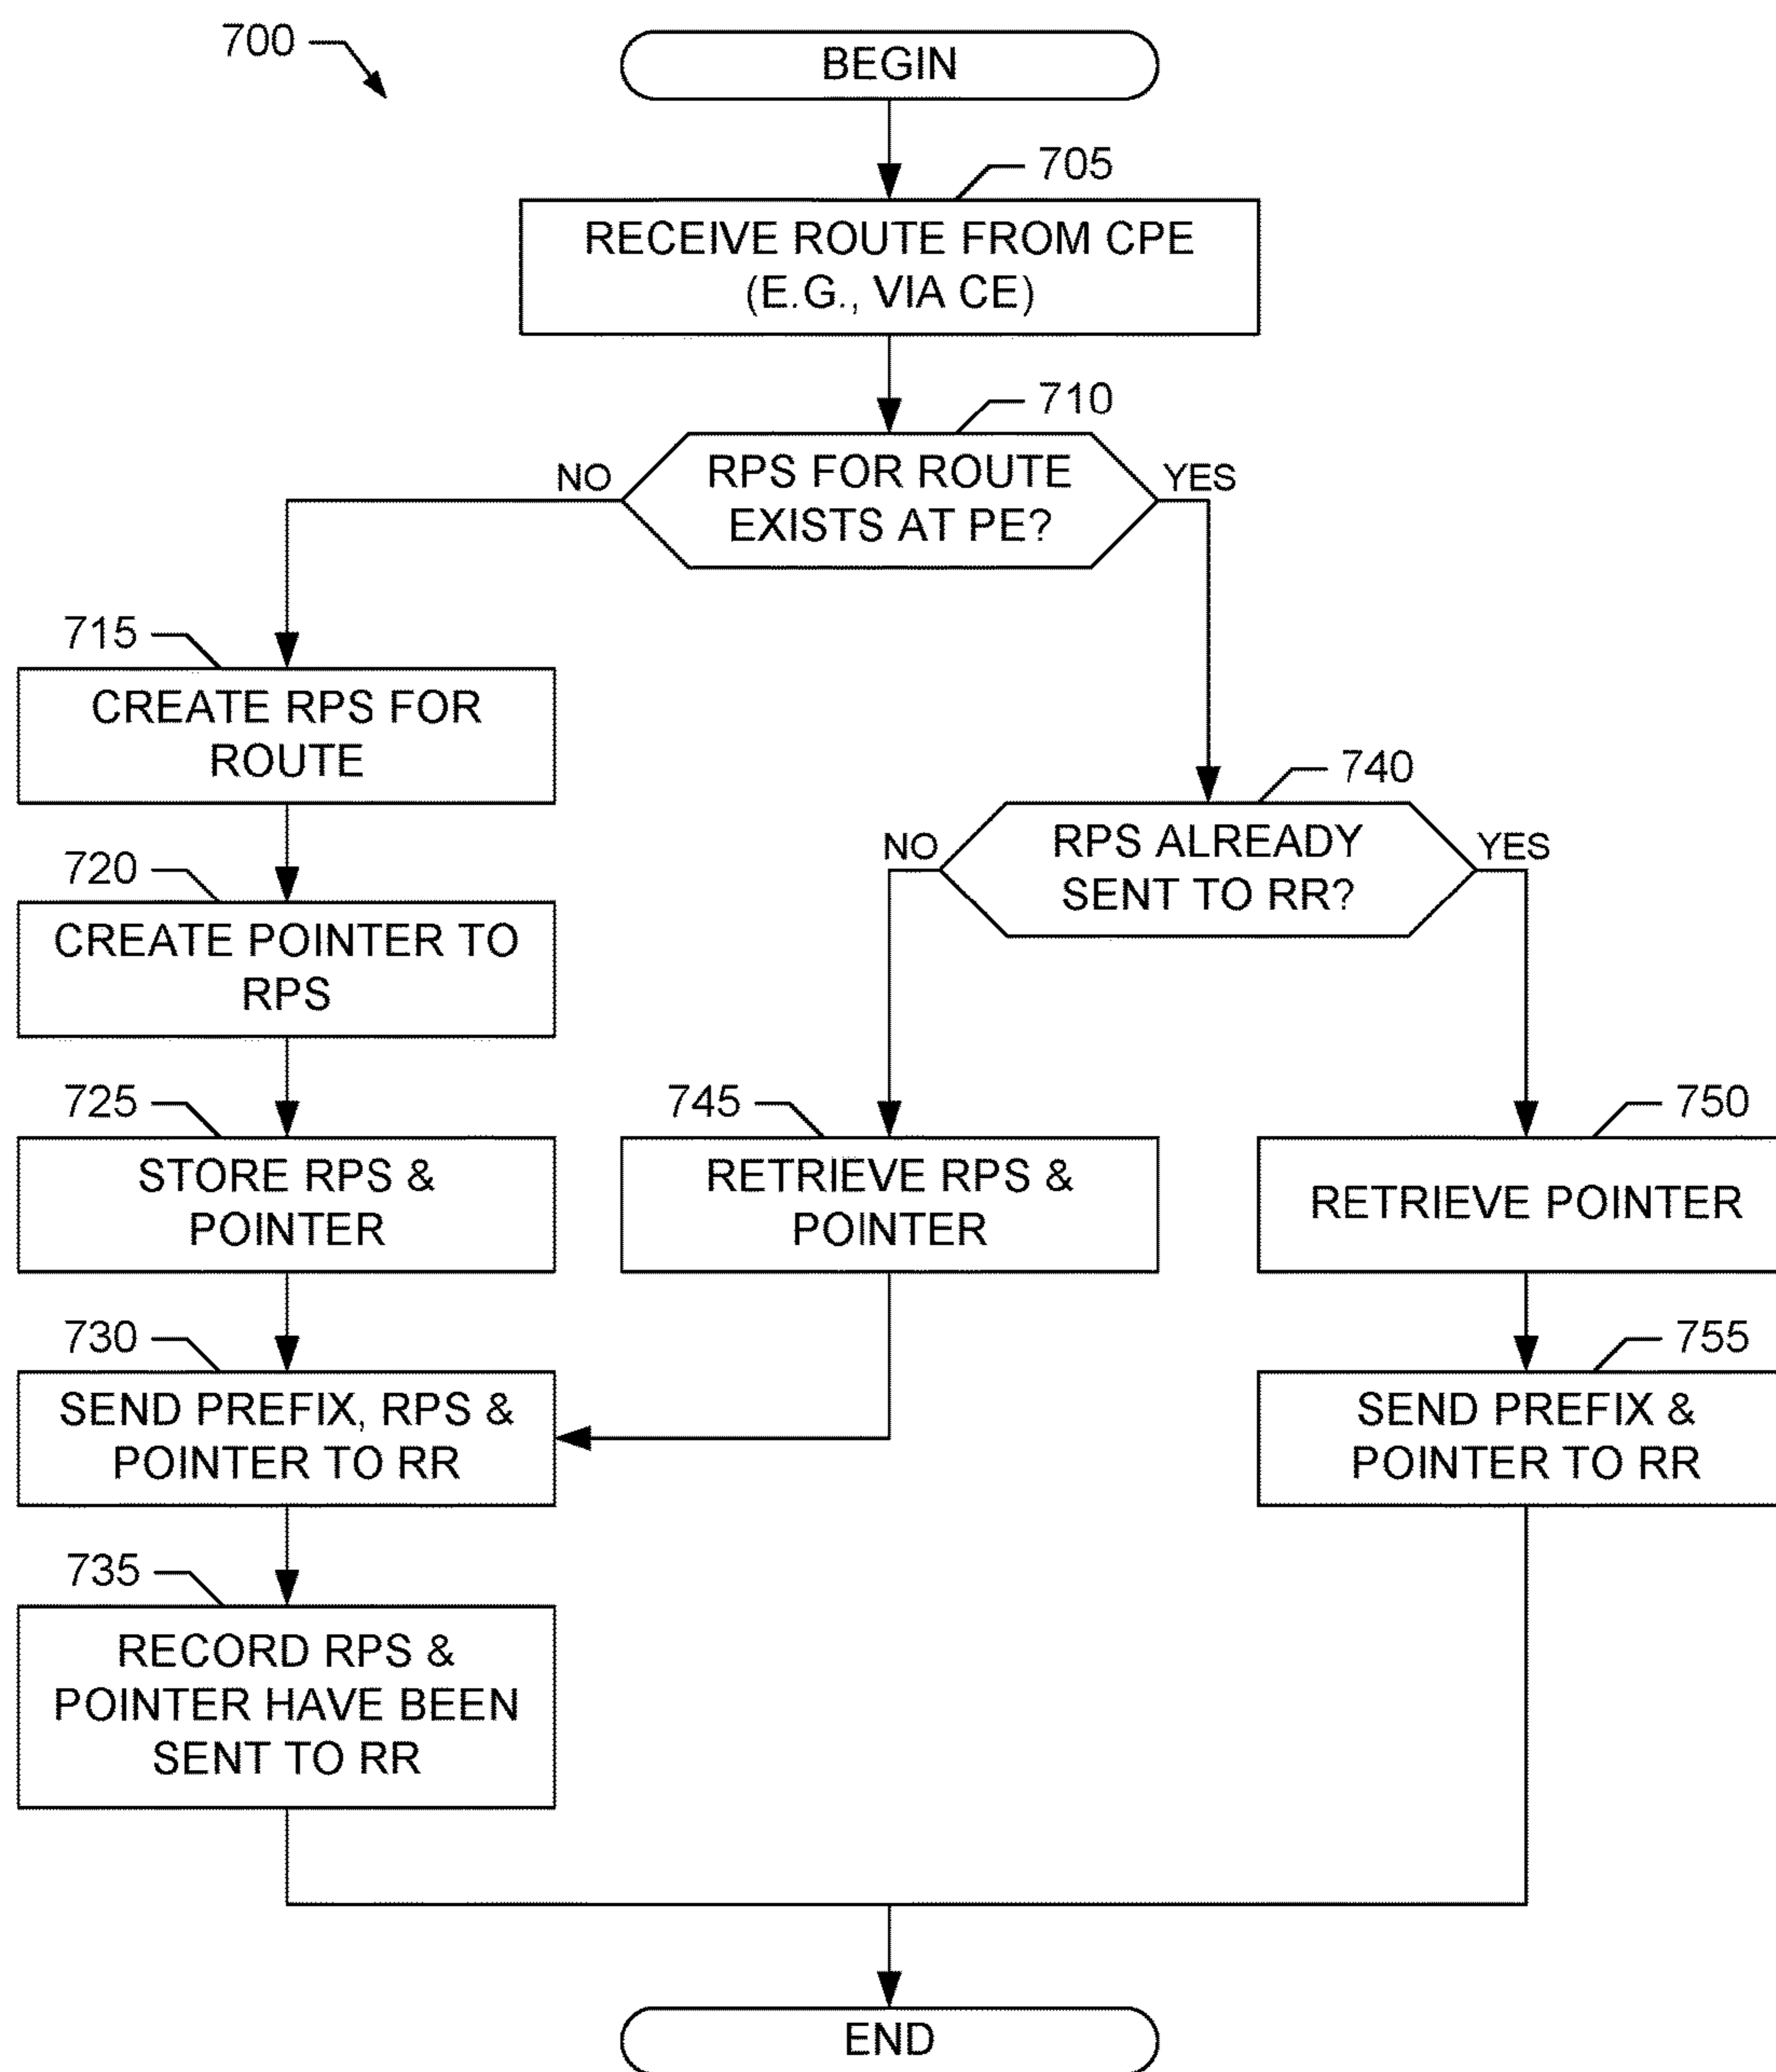 700
BEGIN
705
RECEIVE ROUTE FROM CPE
(E.G., VIA CE)
710
NO
RPS FOR ROUTE
EXISTS AT PE?
YES
715
CREATE RPS FOR
ROUTE
740
NO
RPS ALREADY
SENT TO RR?
YES
720
CREATE POINTER TO
RPS
725
STORE RPS &
POINTER
745
RETRIEVE RPS &
POINTER
750
RETRIEVE POINTER
730
SEND PREFIX, RPS &
POINTER TO RR
755
SEND PREFIX &
POINTER TO RR
735
RECORD RPS &
POINTER HAVE BEEN
SENT TO RR
END